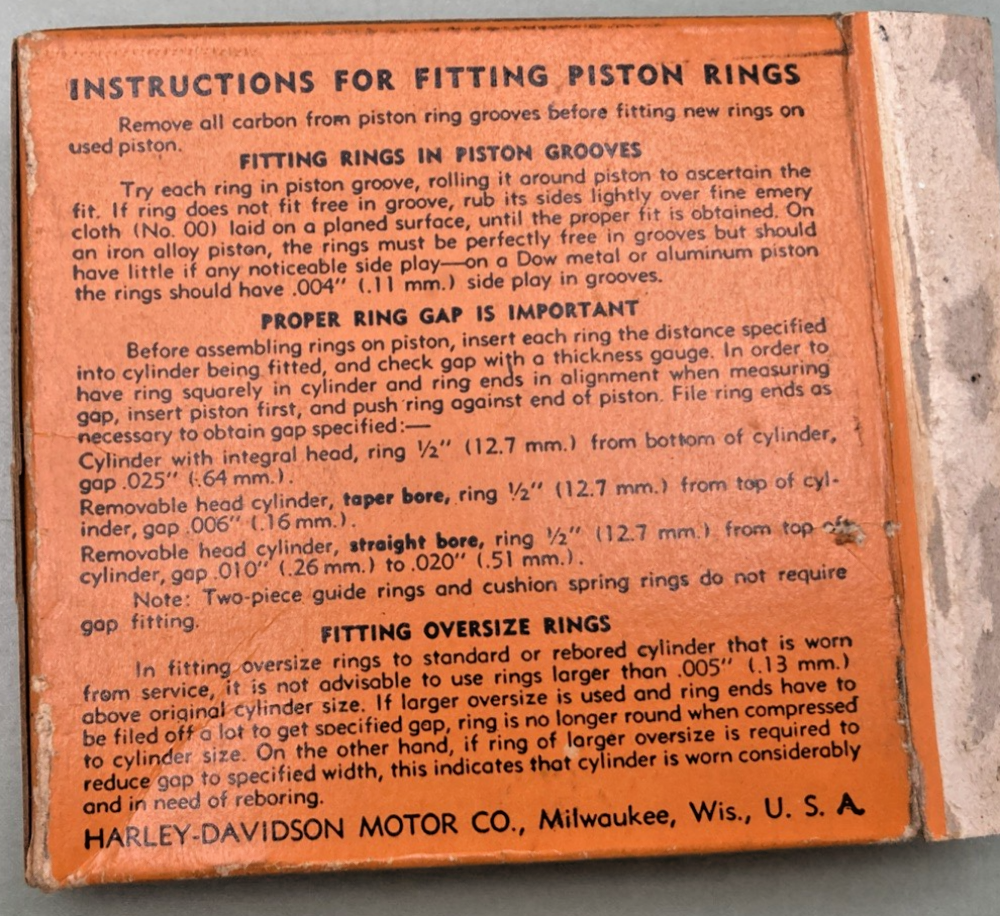 INSTRUCTIONS FOR FITTING PISTON RINGS
Remove all carbon from piston ring grooves before fitting new rings on
used piston.
FITTING RINGS IN PISTON GROOVES
Try each ring in piston groove, rolling it around piston to ascertain the
fit. If ring does not fit free in groove, rub its sides lightly over fine emery
cloth (No. 00) laid on a planed surface, until the proper fit is obtained. On
an iron alloy piston, the rings must be perfectly free in grooves but should
have little if any noticeable side play—on a Dow metal or aluminum piston
the rings should have .004" (.11 mm.) side play in grooves.
PROPER RING GAP IS IMPORTANT
Before assembling rings on piston, insert each ring the distance specified
into cylinder being fitted, and check gap with a thickness gauge. In order to
have ring squarely in cylinder and ring ends in alignment when measuring
gap, insert piston first, and push ring against end of piston. File ring ends as
necessary to obtain gap specified:—
Cylinder with integral head, ring ½" (12.7 mm.) from bottom of cylinder,
gap .025" (.64 mm.).
Removable head cylinder, taper bore, ring ½" (12.7 mm.) from top of cyl-
inder, gap .006" (.16 mm.).
Removable head cylinder, straight bore, ring ½" (12.7 mm.) from top of
cylinder, gap .010" (.26 mm.) to .020" (.51 mm.).
Note: Two-piece guide rings and cushion spring rings do not require
gap fitting.
FITTING OVERSIZE RINGS
In fitting oversize rings to standard or rebored cylinder that is worn
from service, it is not advisable to use rings larger than .005" (.13 mm.)
above original cylinder size. If larger oversize is used and ring ends have to
be filed off a lot to get specified gap, ring is no longer round when compressed
to cylinder size. On the other hand, if ring of larger oversize is required to
reduce gap to specified width, this indicates that cylinder is worn considerably
and in need of reboring.
HARLEY-DAVIDSON MOTOR CO., Milwaukee, Wis., U. S. A.